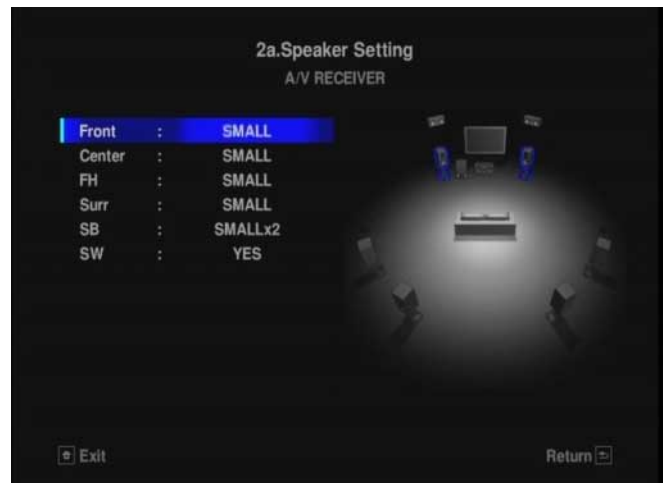 2a.Speaker Setting
A/V RECEIVER
Front : SMALL
Center : SMALL
FH : SMALL
Surr : SMALL
SB : SMALLx2
SW : YES
Exit
Return